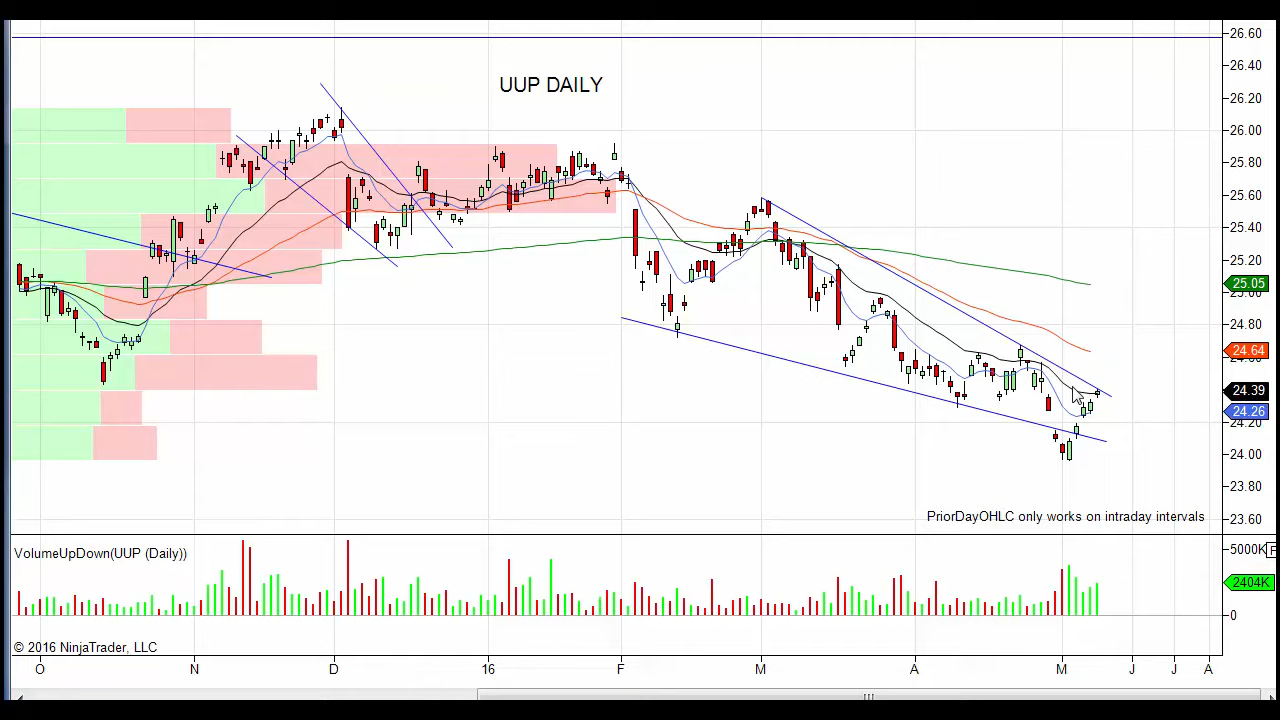 UUP DAILY
26.60
26.40
26.20
26.00
25.80
25.60
25.40
25.20
25.05
25.00
24.80
24.64
24.39
24.26
24.20
24.00
23.80
23.60
PriorDayOHLC only works on intraday intervals
VolumeUpDown(UUP (Daily))
5000K
2404K
0
© 2016 NinjaTrader, LLC
O N D 16 F M A M J J A